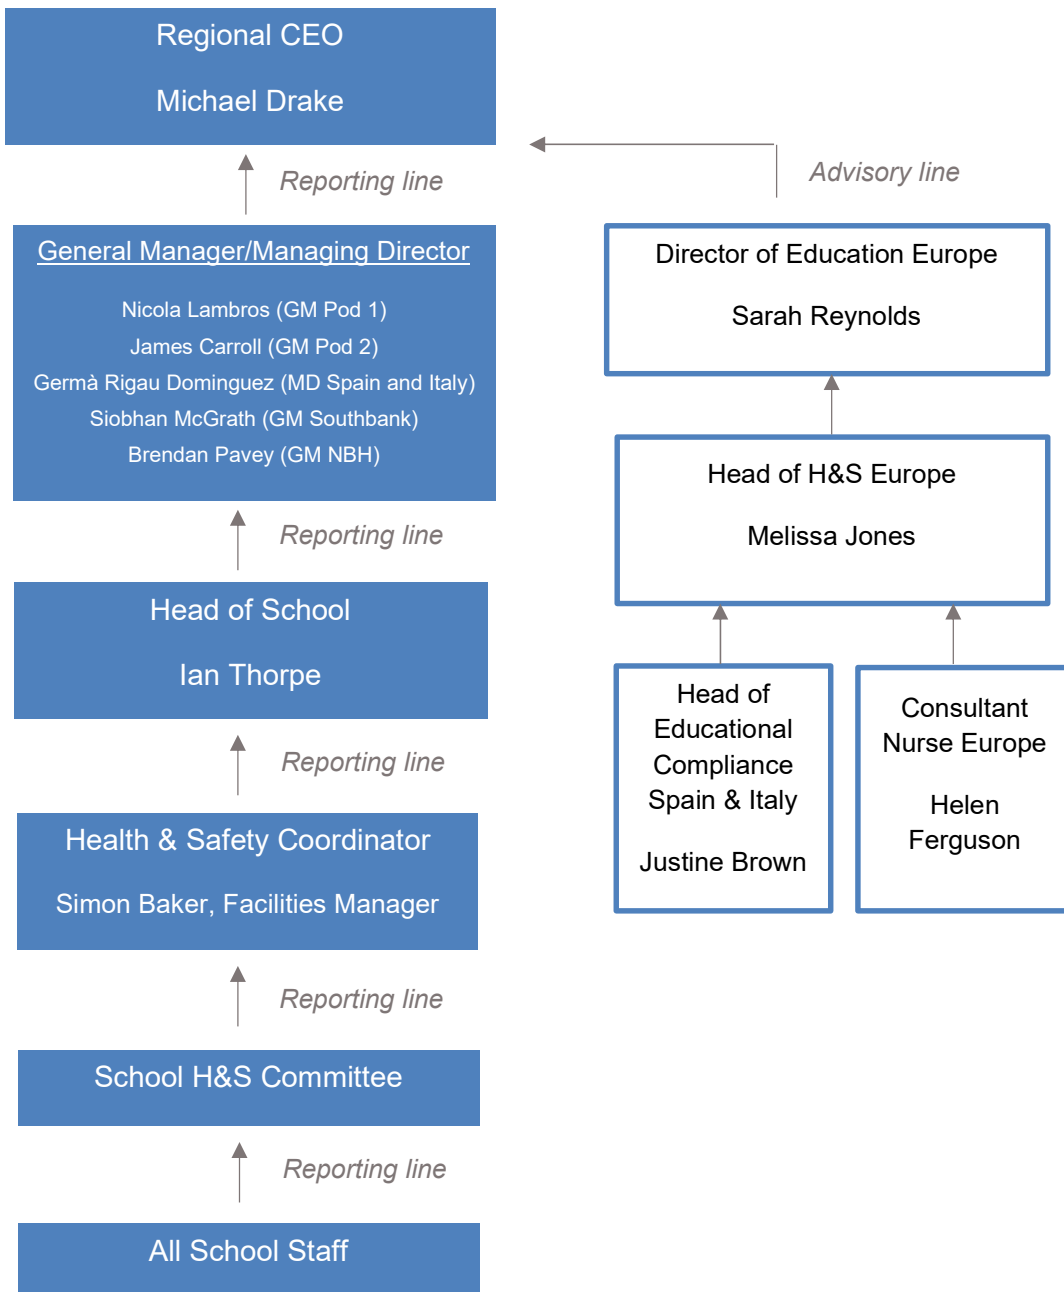 Regional CEO
Michael Drake
Reporting line
Advisory line
General Manager/Managing Director
Nicola Lambros (GM Pod 1)
James Carroll (GM Pod 2)
Germà Rigau Dominguez (MD Spain and Italy)
Siobhan McGrath (GM Southbank)
Brendan Pavey (GM NBH)
Director of Education Europe
Sarah Reynolds
Head of H&S Europe
Melissa Jones
Reporting line
Head of School
Ian Thorpe
Head of
Educational
Compliance
Spain & Italy
Justine Brown
Consultant
Nurse Europe
Helen
Ferguson
Reporting line
Health & Safety Coordinator
Simon Baker, Facilities Manager
Reporting line
School H&S Committee
Reporting line
All School Staff